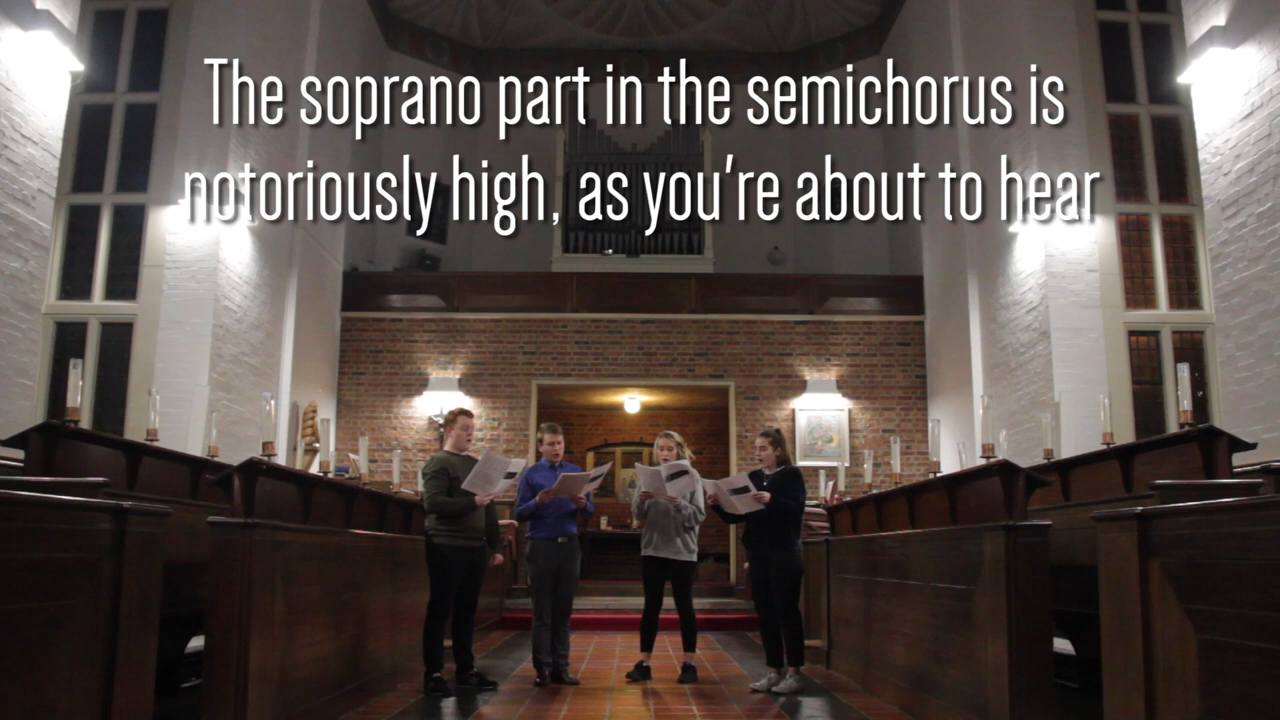 The soprano part in the semichorus is
notoriously high, as you're about to hear